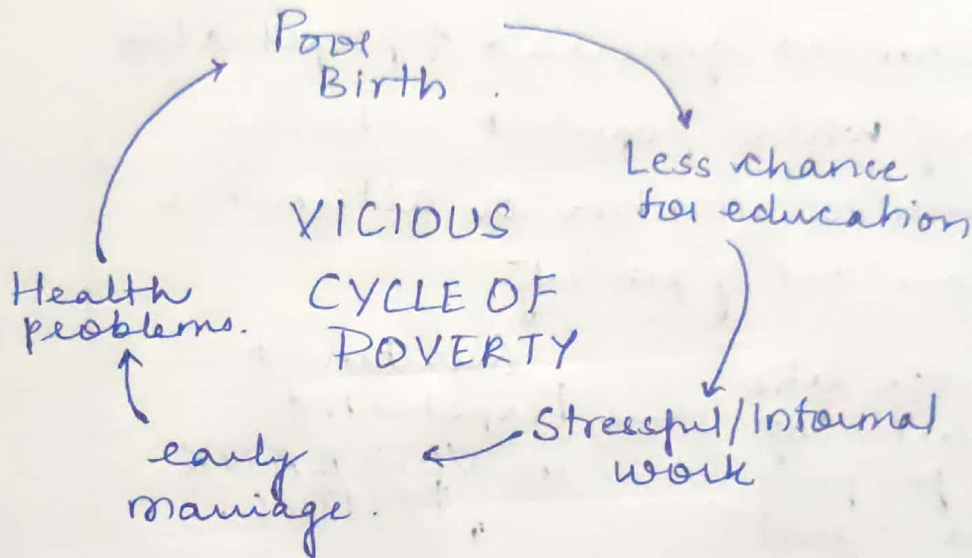 Poor
Birth.
Less chance
for education
VICIOUS
CYCLE OF
POVERTY
Health
problems.
Stressful/Informal
work
early
marriage.